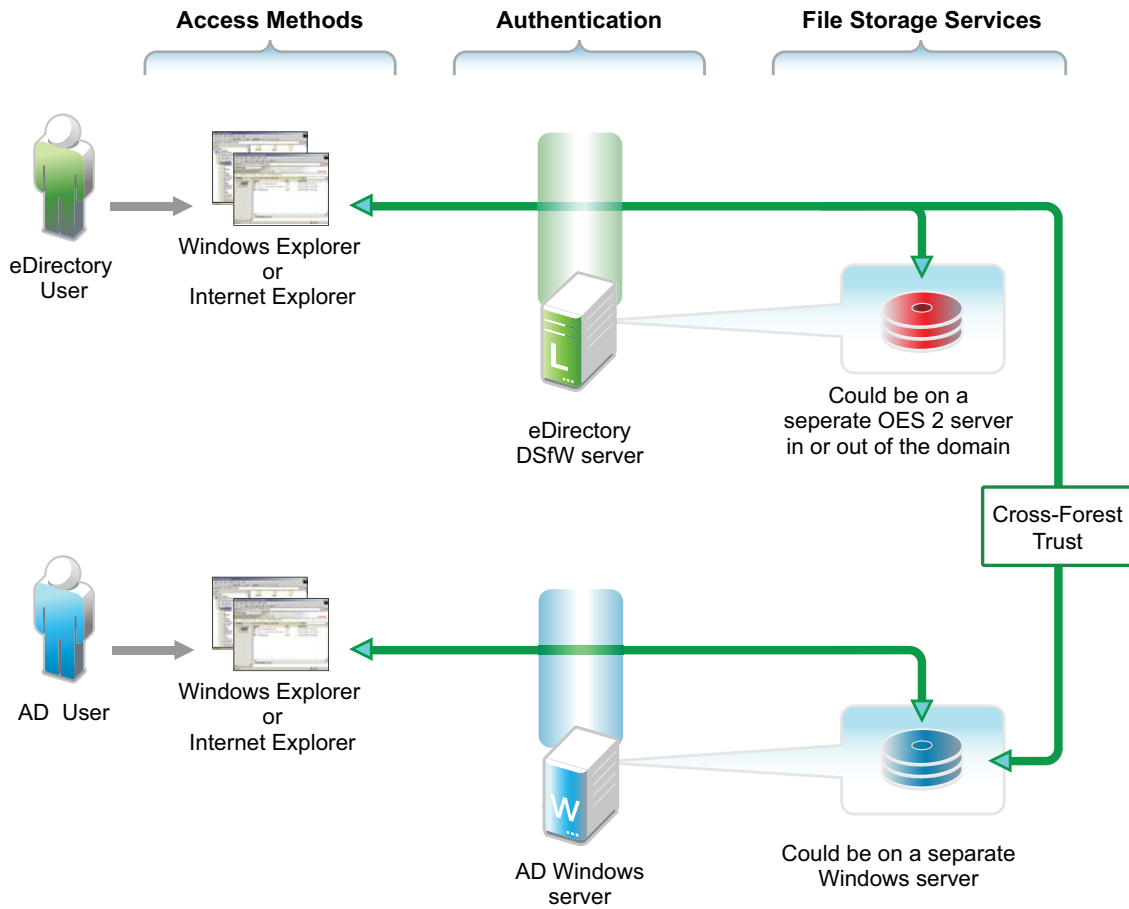 Access Methods
Authentication
File Storage Services
eDirectory
User
Windows Explorer
or
Internet Explorer
L
eDirectory
DSfW server
Could be on a
seperate OES 2 server
in or out of the domain
Cross-Forest
Trust
AD User
Windows Explorer
or
Internet Explorer
W
AD Windows
server
Could be on a separate
Windows server